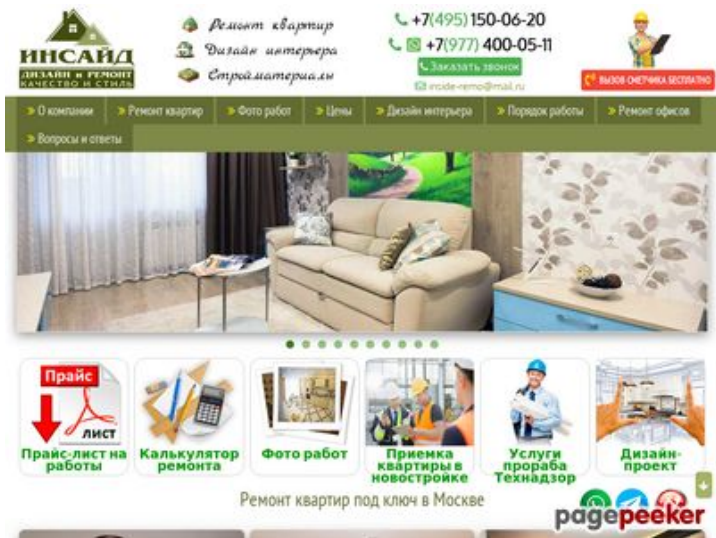 ИНСАЙД
ДИЗАЙН и РЕМОНТ
КАЧЕСТВО И СТИЛЬ
Ремонт квартир
Дизайн интерьера
Стройматериалы
+7(495) 150-06-20
+7(977) 400-05-11
Заказать звонок
inside-remo@mail.ru
ВЫЗОВ СМЕТЧИКА БЕСПЛАТНО
» О компании
» Ремонт квартир
» Фото работ
» Цены
» Дизайн интерьера
» Порядок работы
» Ремонт офисов
» Вопросы и ответы
Прайс
лист
Прайс-лист на
работы
Калькулятор
ремонта
Фото работ
Приемка
квартиры в
новостройке
Услуги
прораба
Технадзор
Дизайн-
проект
Ремонт квартир под ключ в Москве
pagepeeker